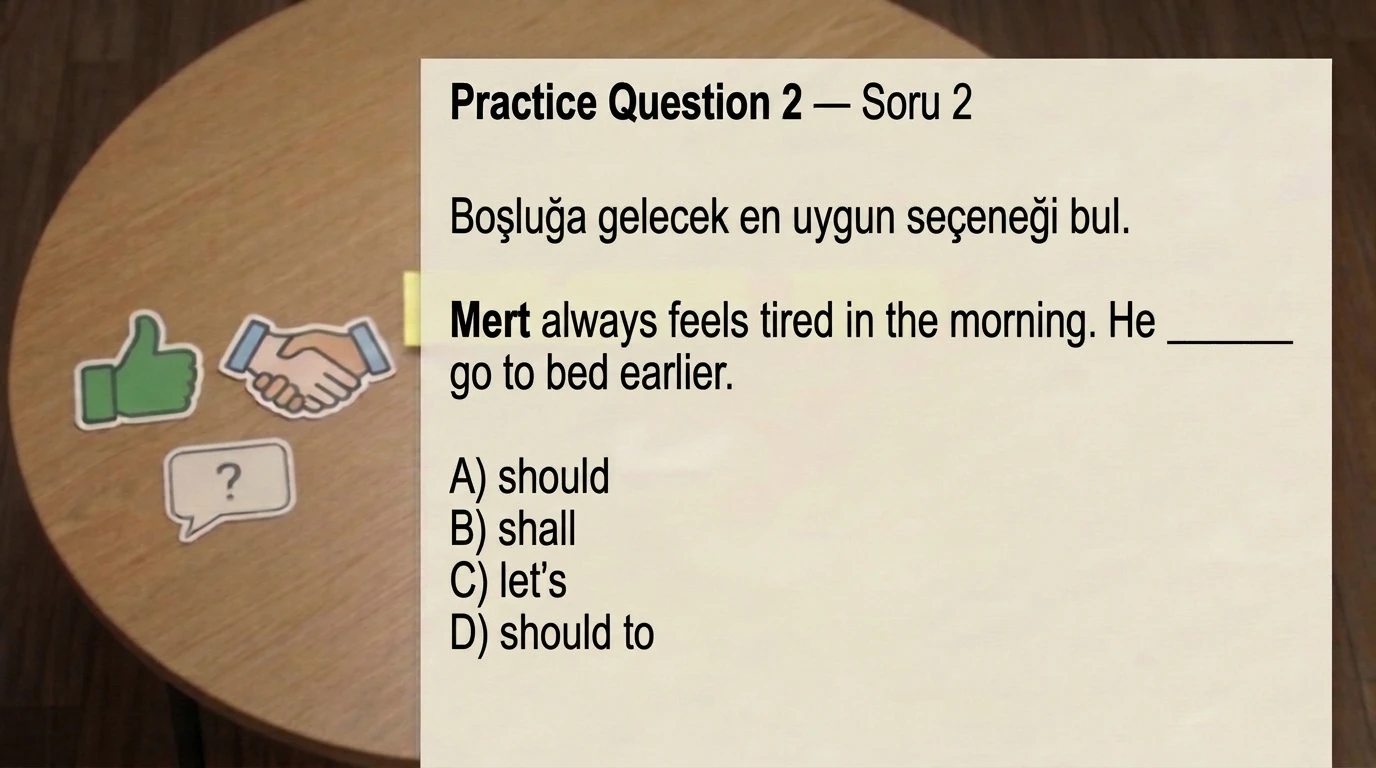 Practice Question 2 — Soru 2
Boşluğa gelecek en uygun seçeneği bul.
Mert always feels tired in the morning. He ______
go to bed earlier.
A) should
B) shall
C) let’s
D) should to
?